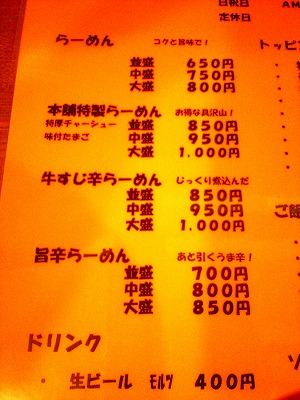 日祝日 AM
定休日
らーめん コクと旨味で！
並盛 650円
中盛 750円
大盛 800円
本舗特製らーめん お得な具沢山！
特厚チャーシュー 並盛 850円
味付たまご 中盛 950円
大盛 1,000円
牛すじ辛らーめん じっくり煮込んだ
並盛 850円
中盛 950円
大盛 1,000円
旨辛らーめん あと引くうま辛！
並盛 700円
中盛 800円
大盛 850円
ドリンク
・ 生ビール モルツ 400円
トッピ
ご飯